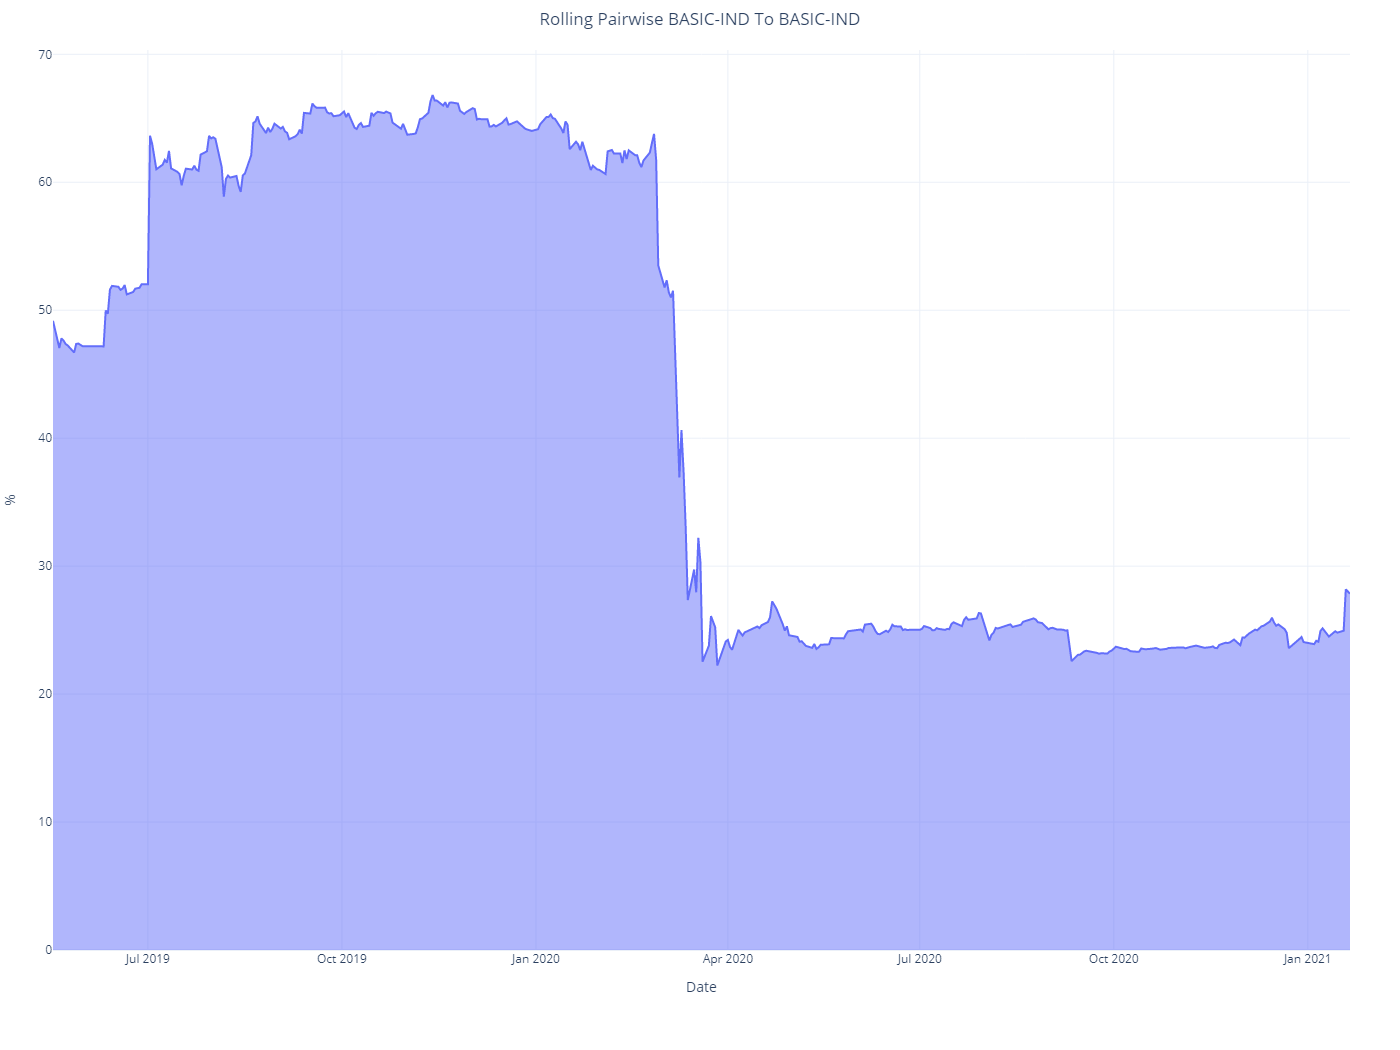 Rolling Pairwise BASIC-IND To BASIC-IND
70
60
50
40
30
20
10
0
%
Jul 2019
Oct 2019
Jan 2020
Apr 2020
Jul 2020
Oct 2020
Jan 2021
Date